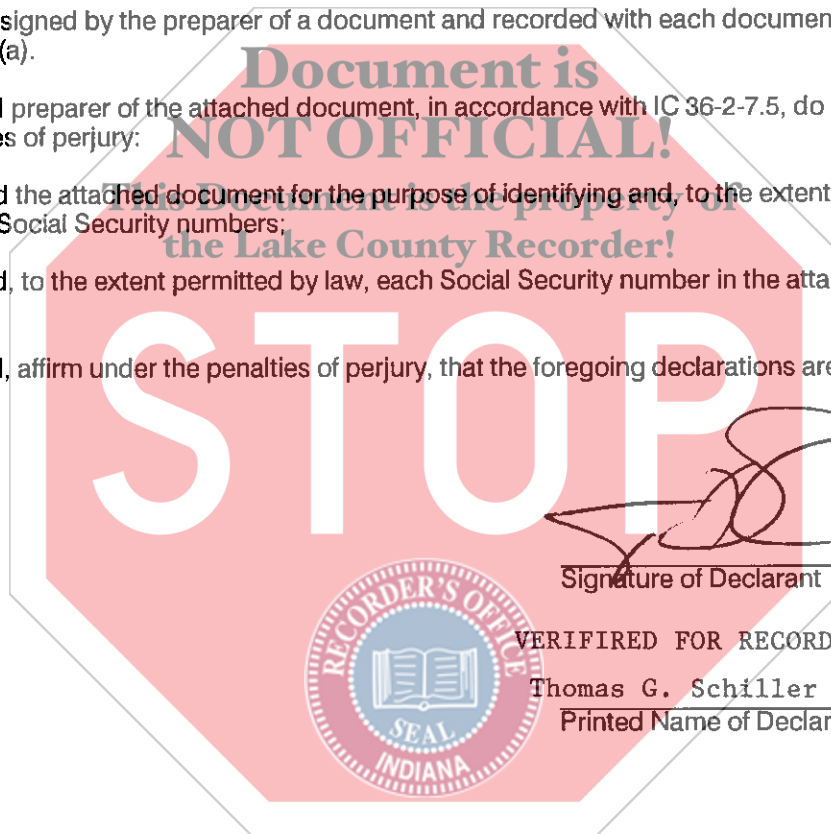 signed by the preparer of a document and recorded with each documen
(a).
Document is
preparer of the attached document, in accordance with IC 36-2-7.5, do
es of perjury:
NOT OFFICIAL!
d the attached document for the purpose of identifying and, to the extent
This Document is the property of
Social Security numbers;
the Lake County Recorder!
d, to the extent permitted by law, each Social Security number in the atta
STOP
, affirm under the penalties of perjury, that the foregoing declarations are
Signature of Declarant
RECORDER'S OFFICE
VERIFIRED FOR RECORD
Thomas G. Schiller
Printed Name of Declar
SEAL
INDIANA